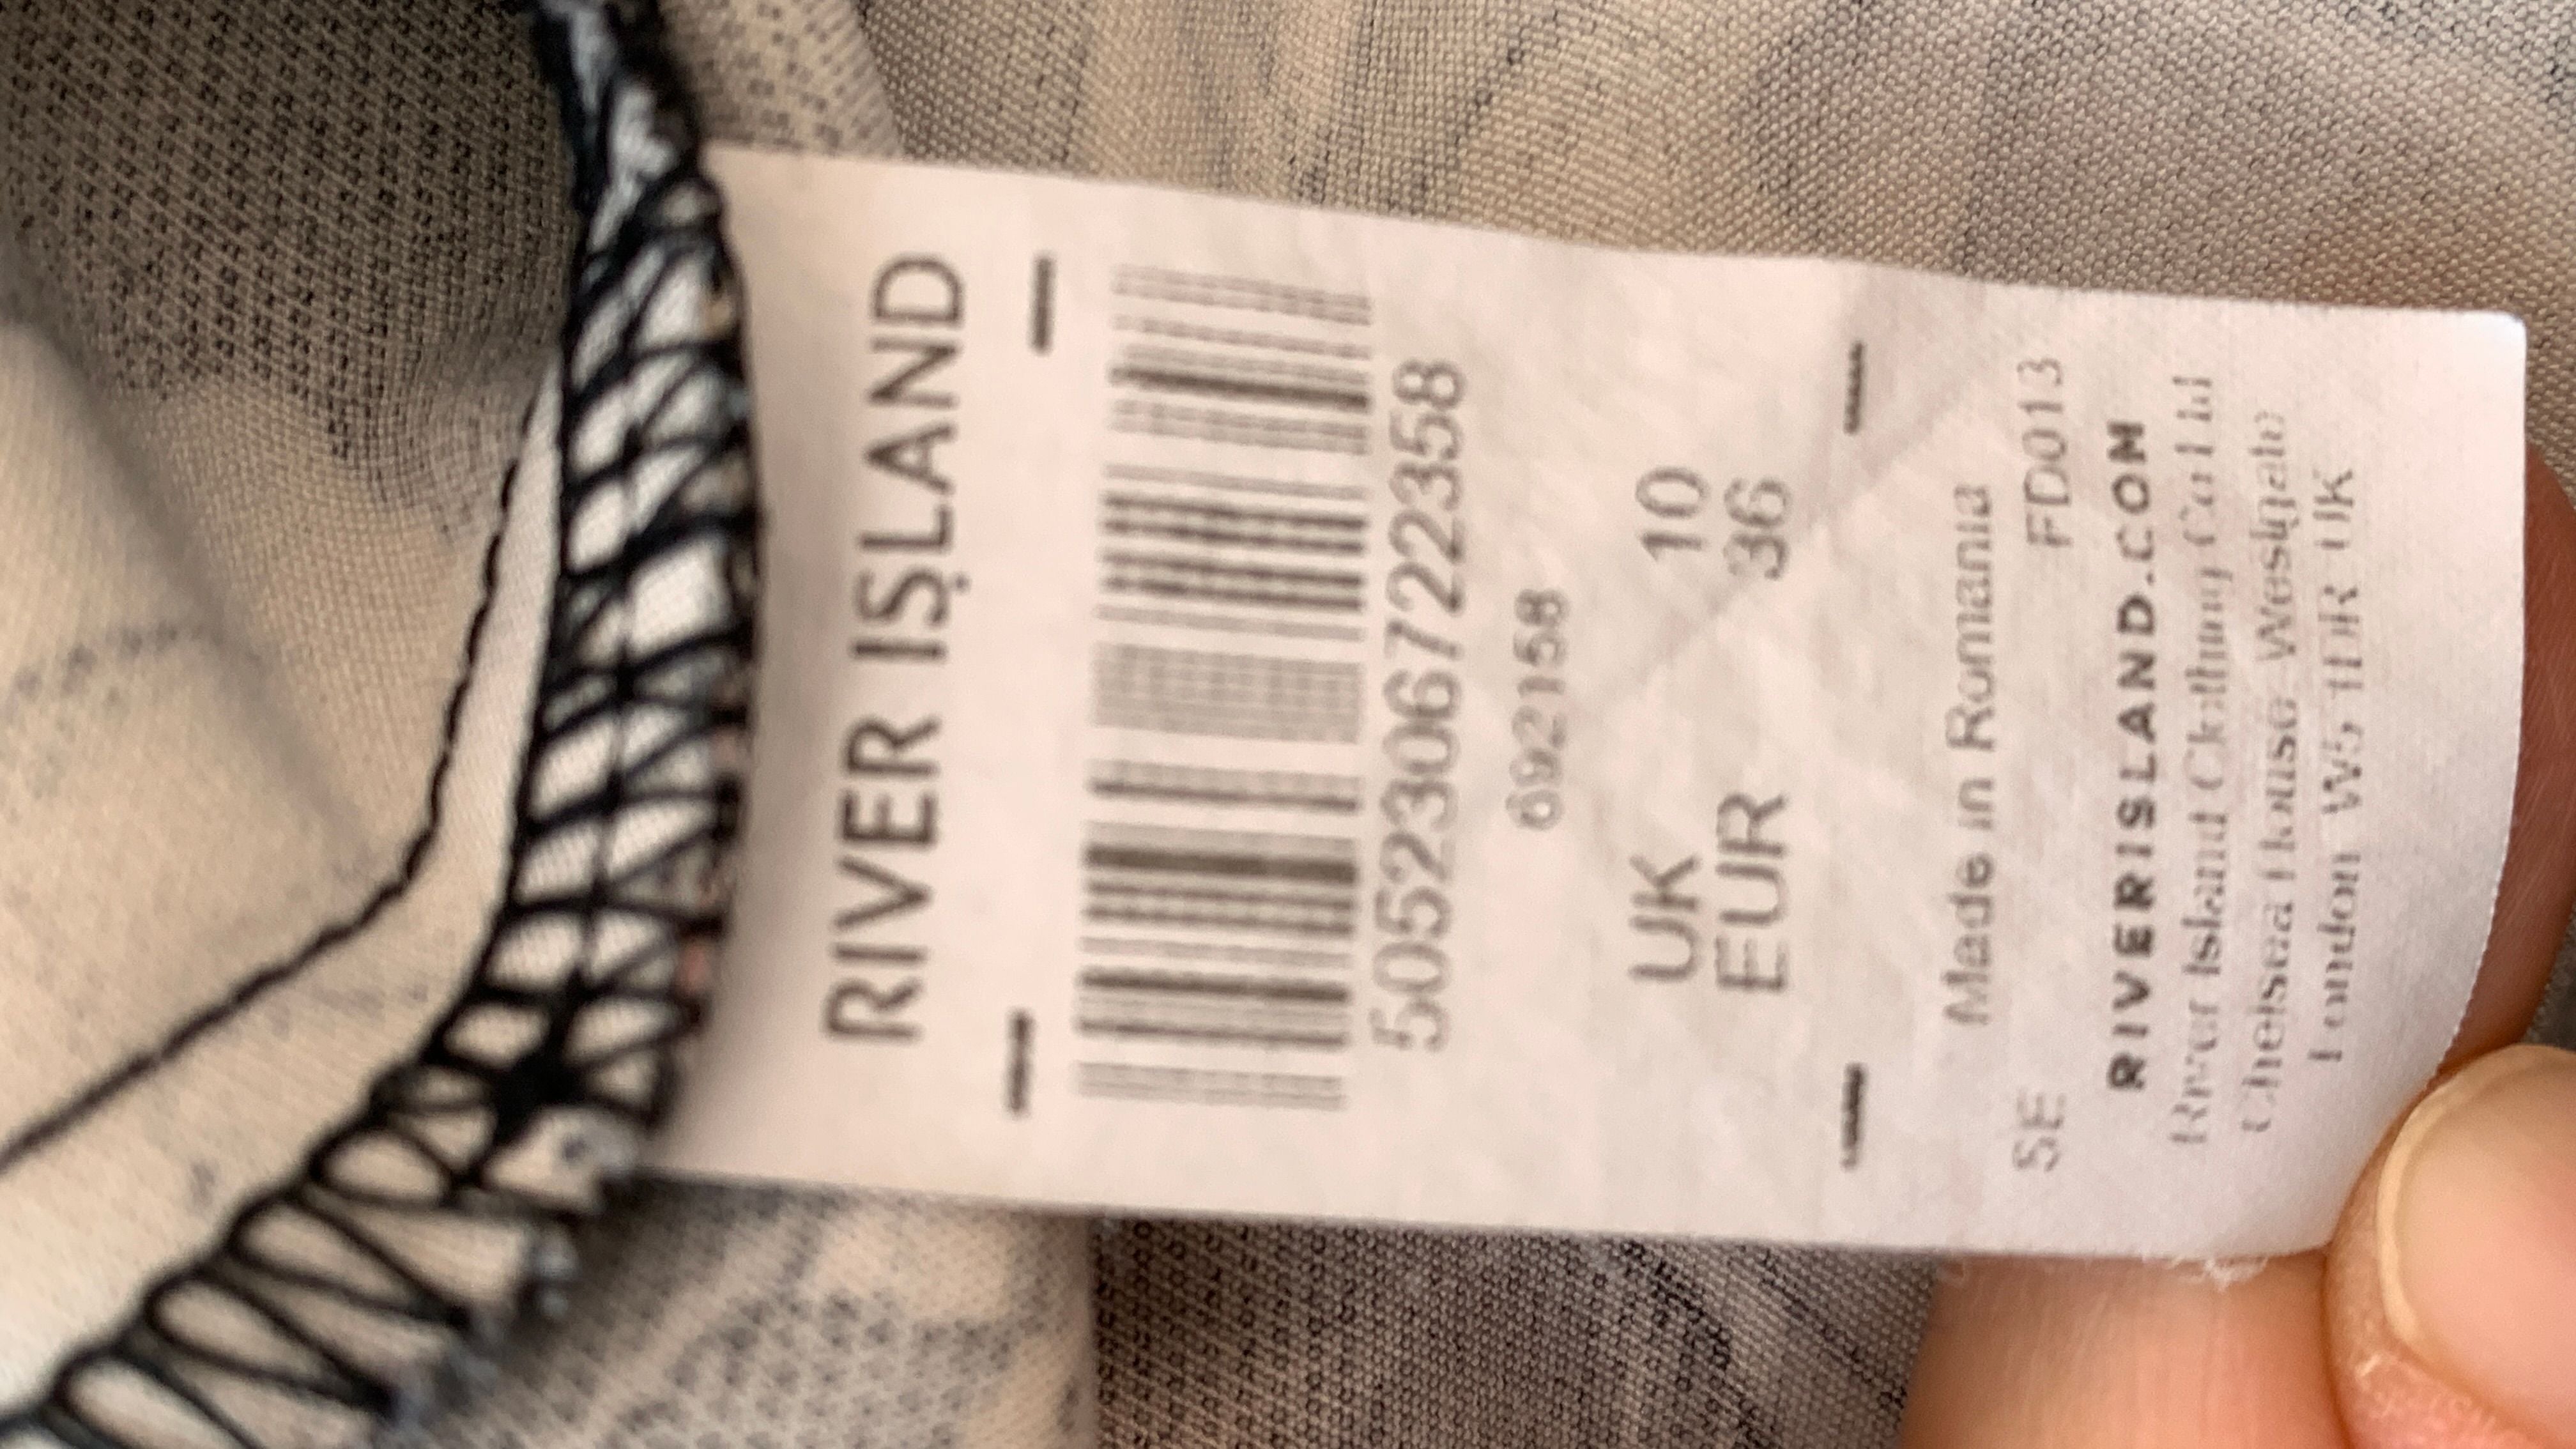 RIVER ISLAND
5052306722358
692158
UK 10
EUR 36
Made in Romania
SE FD013
RIVERISLAND.COM
River Island Clothing Co Ltd
Chelsea House Westgate
London W5 1DR UK